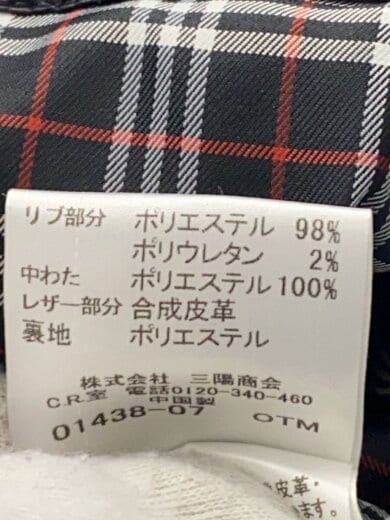 リブ部分 ポリエステル 98%
ポリウレタン 2%
中わた ポリエステル 100%
レザー部分 合成皮革
裏地 ポリエステル
株式会社 三陽商会
C.R.室 電話0120-340-460
中国製
01438-07 OTM
皮革・
ます。